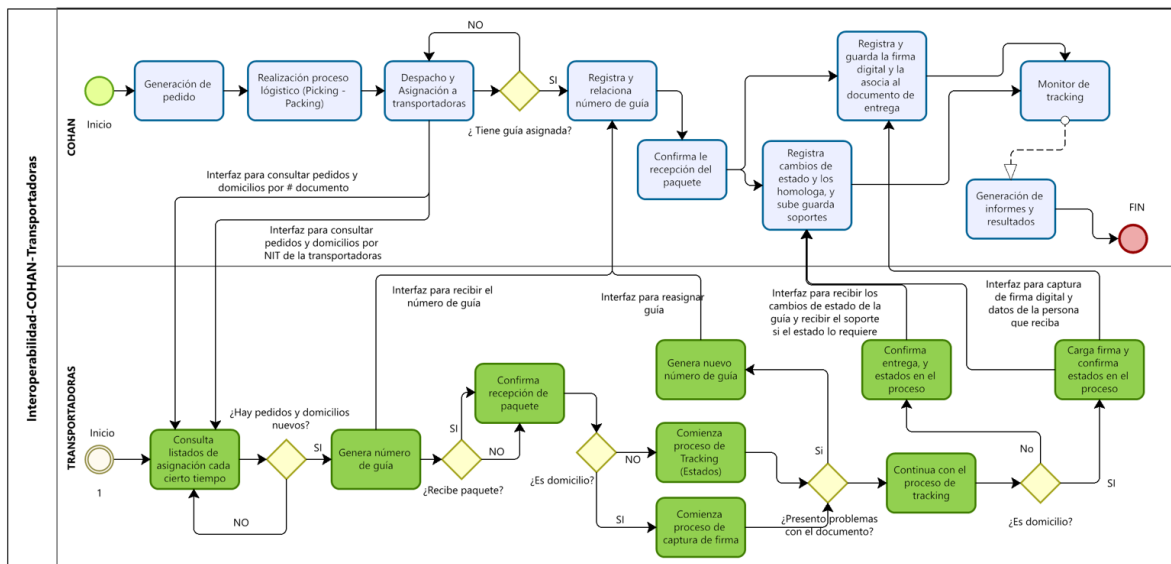 Interoperabilidad-COHAN-Transportadoras
COHAN
Inicio
Generación de
pedido
Realización proceso
lógistico (Picking -
Packing)
Despacho y
Asignación a
transportadoras
NO
SI
¿ Tiene guía asignada?
Registra y
relaciona
número de guía
Confirma le
recepción del
paquete
Registra y
guarda la firma
digital y la
asocia al
documento de
entrega
Registra
cambios de
estado y los
homologa, y
sube guarda
soportes
Monitor de
tracking
Generación de
informes y
resultados
FIN
Interfaz para consultar pedidos y
domicilios por # documento
Interfaz para consultar
pedidos y domicilios por
NIT de la transportadoras
TRANSPORTADORAS
Interfaz para recibir el
número de guía
Interfaz para reasignar
guía
Interfaz para recibir los
cambios de estado de la
guía y recibir el soporte
si el estado lo requiere
Interfaz para captura
de firma digital y
datos de la persona
que reciba
Inicio
1
Consulta
listados de
asignación cada
cierto tiempo
¿Hay pedidos y domicilios
nuevos?
SI
NO
Genera número
de guía
¿Recibe paquete?
SI
NO
Confirma
recepción de
paquete
¿Es domicilio?
NO
SI
Genera nuevo
número de guía
Comienza
proceso de
Tracking
(Estados)
Comienza
proceso de
captura de firma
Si
¿Presento problemas
con el documento?
Continua con el
proceso de
tracking
Confirma
entrega, y
estados en el
proceso
No
SI
¿Es domicilio?
Carga firma y
confirma
estados en el
proceso